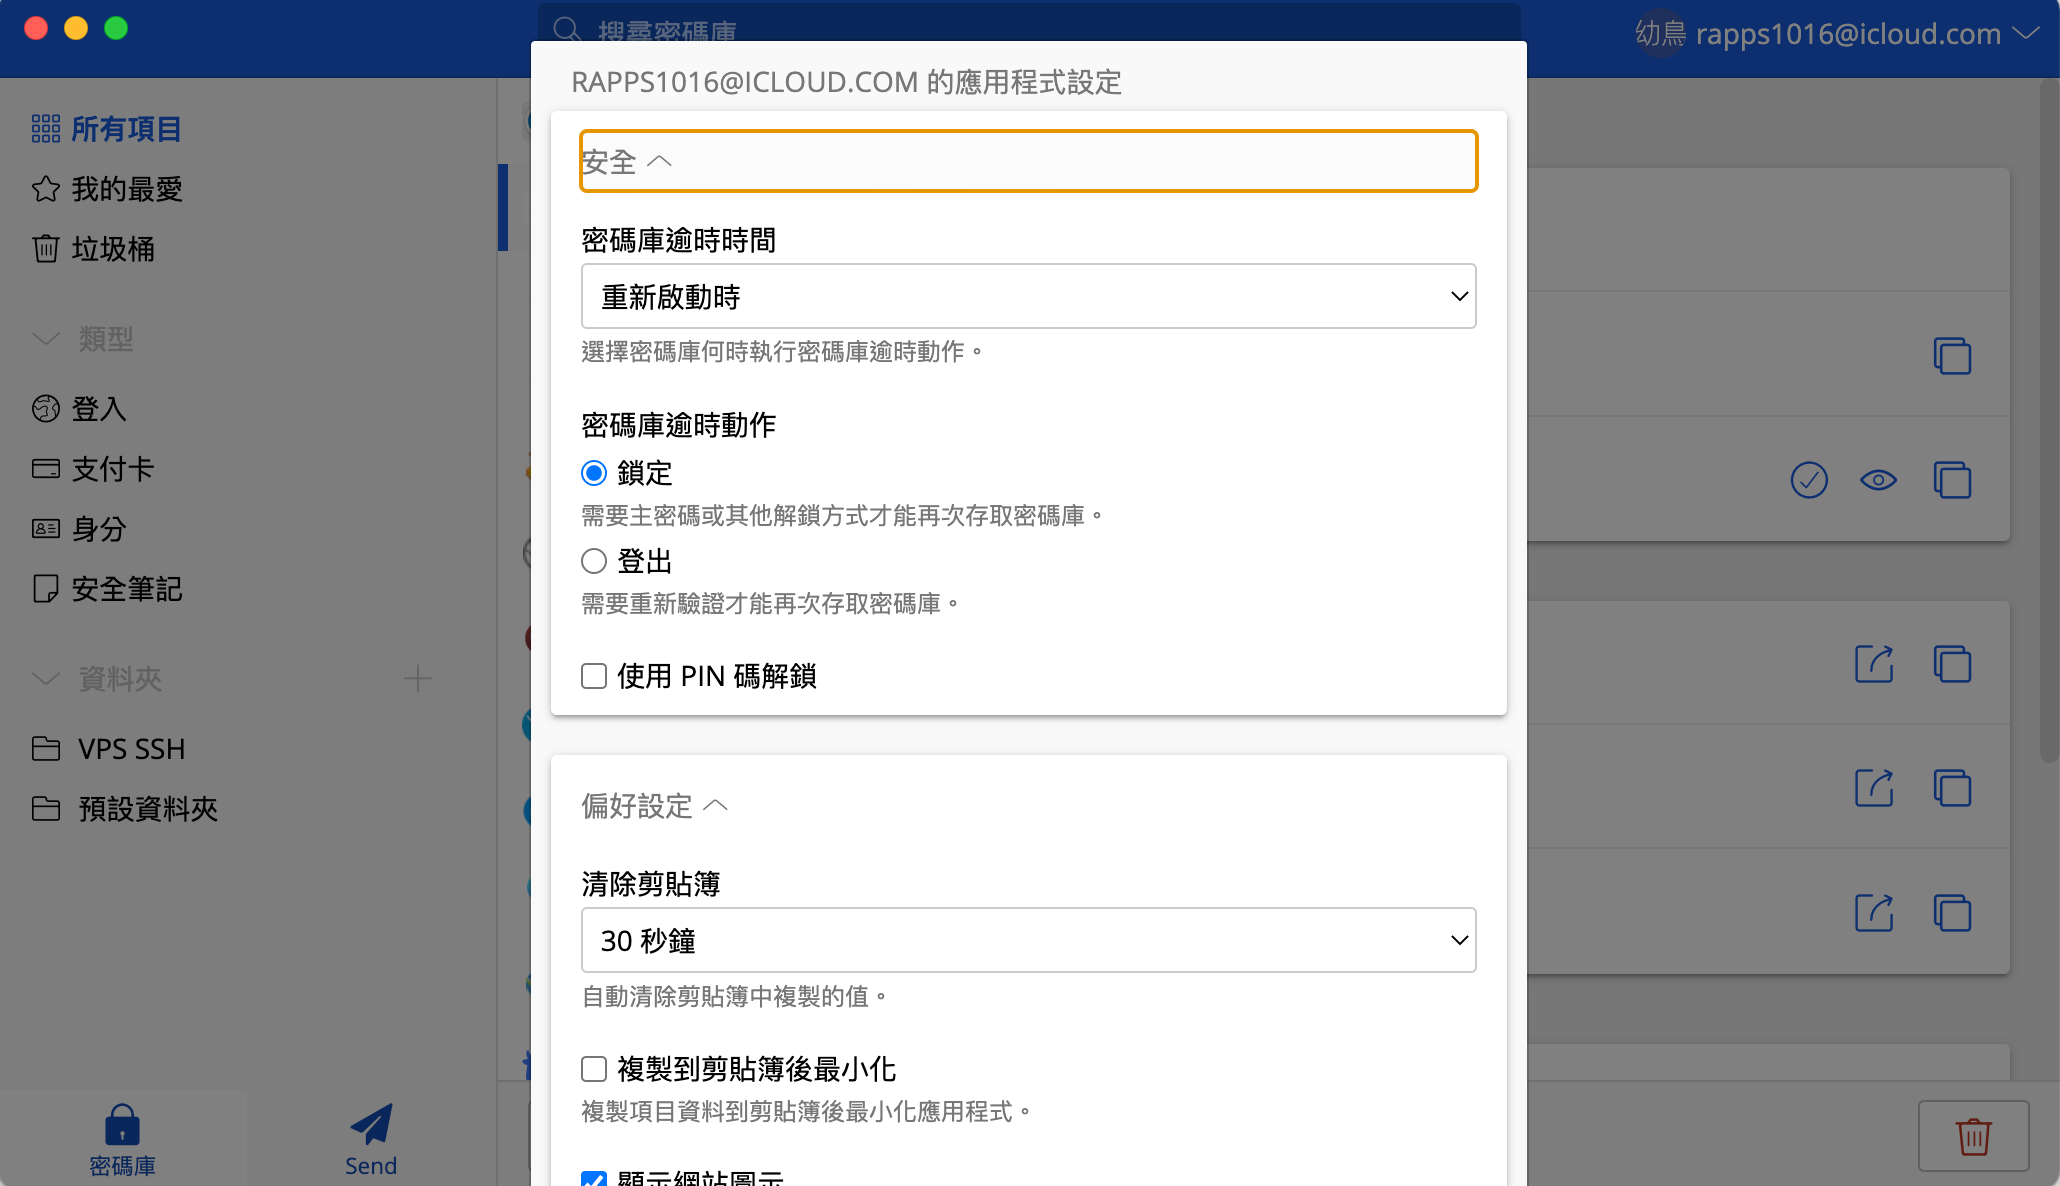 搜尋密碼庫
幼鳥 rapps1016@icloud.com
所有項目
我的最愛
垃圾桶
類型
登入
支付卡
身分
安全筆記
資料夾
VPS SSH
預設資料夾
密碼庫
Send
RAPPS1016@ICLOUD.COM 的應用程式設定
安全
密碼庫逾時時間
重新啟動時
選擇密碼庫何時執行密碼庫逾時動作。
密碼庫逾時動作
鎖定
需要主密碼或其他解鎖方式才能再次存取密碼庫。
登出
需要重新驗證才能再次存取密碼庫。
使用 PIN 碼解鎖
偏好設定
清除剪貼簿
30 秒鐘
自動清除剪貼簿中複製的值。
複製到剪貼簿後最小化
複製項目資料到剪貼簿後最小化應用程式。
顯示網站圖示